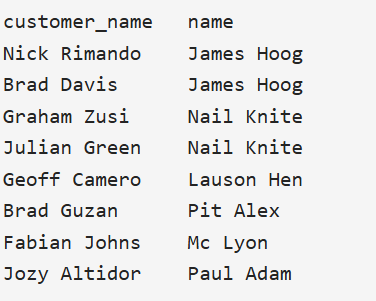 customer_name name
Nick Rimando James Hoog
Brad Davis James Hoog
Graham Zusi Nail Knite
Julian Green Nail Knite
Geoff Camero Lauson Hen
Brad Guzan Pit Alex
Fabian Johns Mc Lyon
Jozy Altidor Paul Adam